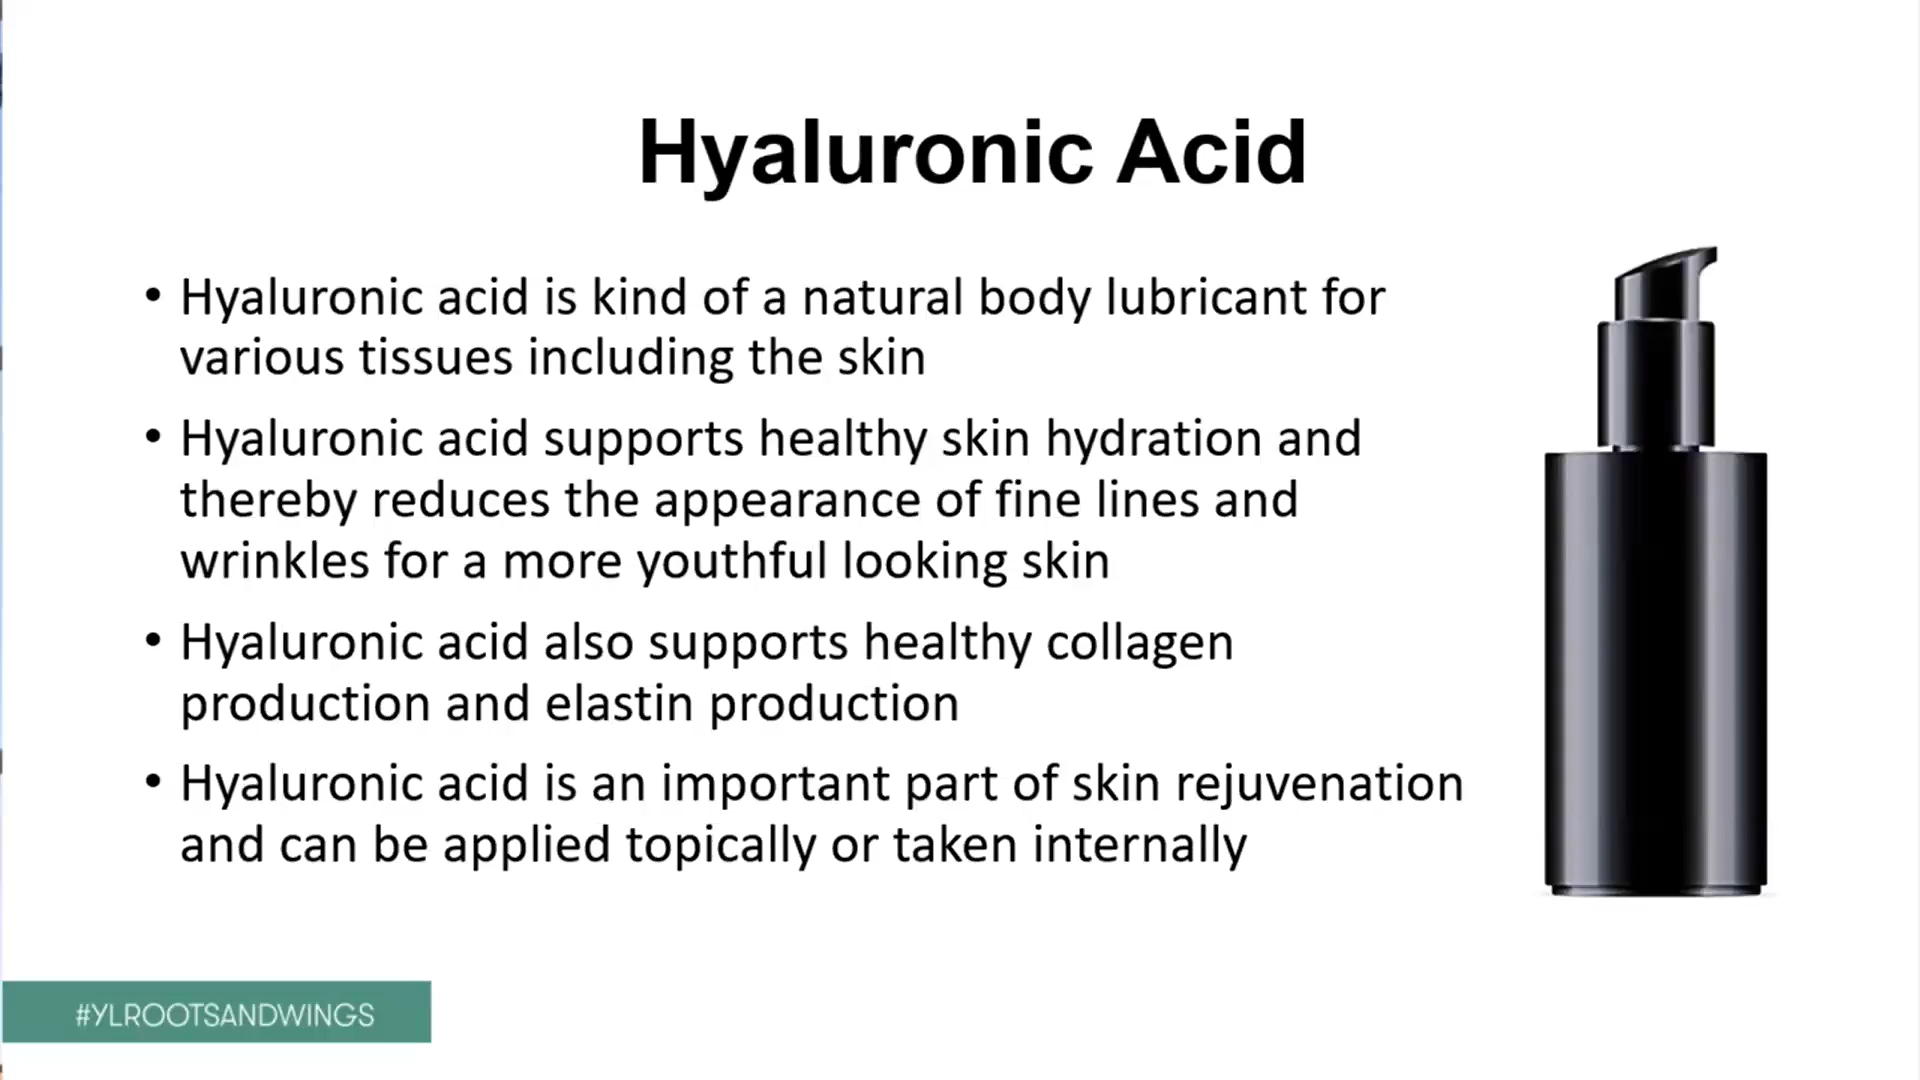 Hyaluronic Acid
• Hyaluronic acid is kind of a natural body lubricant for
various tissues including the skin
• Hyaluronic acid supports healthy skin hydration and
thereby reduces the appearance of fine lines and
wrinkles for a more youthful looking skin
• Hyaluronic acid also supports healthy collagen
production and elastin production
• Hyaluronic acid is an important part of skin rejuvenation
and can be applied topically or taken internally
#YLROOTSANDWINGS